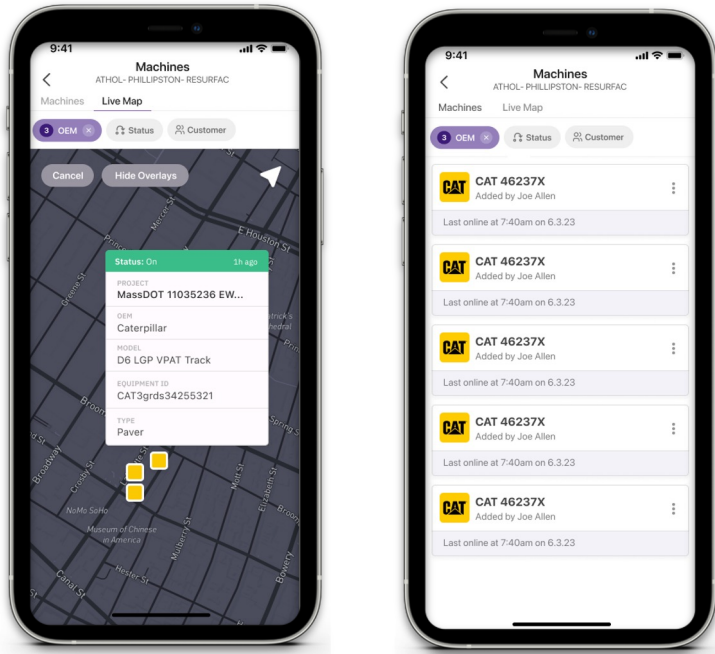 9:41
Machines
ATHOL- PHILLIPSTON- RESURFAC
Machines Live Map
3 OEM Status Customer
Cancel Hide Overlays
Mercer St
E Houston St
Greene St
Status: On 1h ago
PROJECT
MassDOT 11035236 EW...
OEM
Caterpillar
MODEL
D6 LGP VPAT Track
EQUIPMENT ID
CAT3grds34255321
TYPE
Paver
Spring S
Broadway
Crosby St
Mott St
Elizabeth St
Broom
NoMo SoHo
Museum of Chinese
in America
Mulberry St
Hester St
Canal St
Bowery
9:41
Machines
ATHOL- PHILLIPSTON- RESURFAC
Machines Live Map
3 OEM Status Customer
CAT CAT 46237X
Added by Joe Allen
Last online at 7:40am on 6.3.23
CAT CAT 46237X
Added by Joe Allen
Last online at 7:40am on 6.3.23
CAT CAT 46237X
Added by Joe Allen
Last online at 7:40am on 6.3.23
CAT CAT 46237X
Added by Joe Allen
Last online at 7:40am on 6.3.23
CAT CAT 46237X
Added by Joe Allen
Last online at 7:40am on 6.3.23